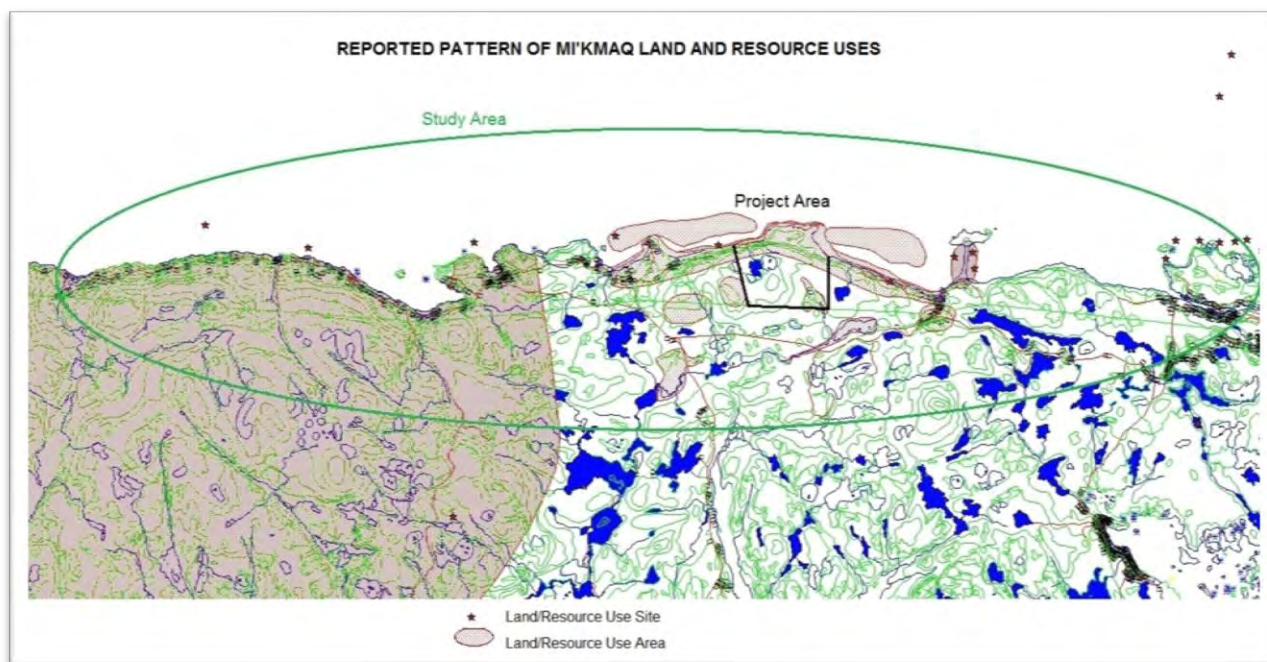 REPORTED PATTERN OF MI'KMAQ LAND AND RESOURCE USES
Study Area
Project Area
Land/Resource Use Site
Land/Resource Use Area